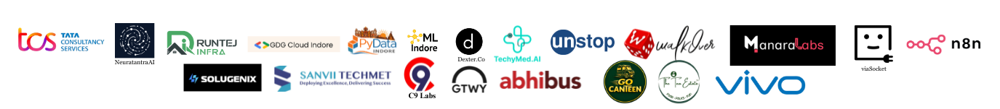 tcs TATA
CONSULTANCY
SERVICES
NeuratantraAI
RUNTEJ
INFRA
GDG Cloud Indore
PyData
INDORE
ML
Indore
d
Dexter.Co
TechyMed.AI
unstop
W
walkover
ManaraLabs
viaSocket
n8n
SOLUGENIX
SANVII TECHMET
Deploying Excellence, Delivering Success
C9
C9 Labs
GTWY
abhibus
GO
CANTEEN
The Tea Estate
vivo